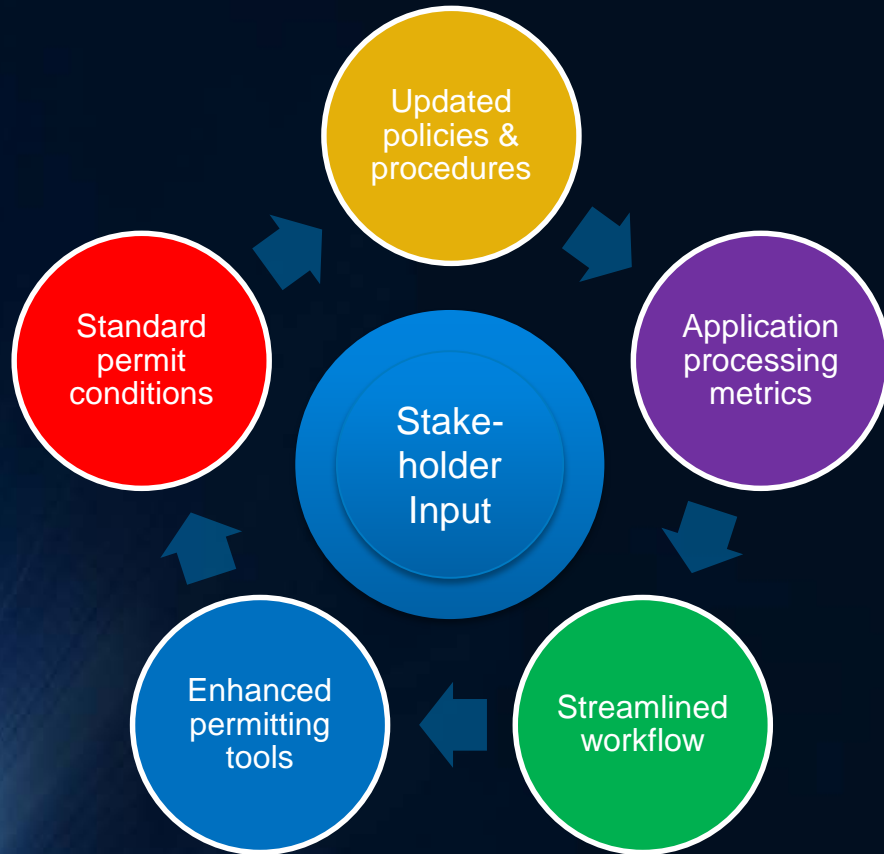 Updated
policies &
procedures
Application
processing
metrics
Streamlined
workflow
Enhanced
permitting
tools
Standard
permit
conditions
Stake-
holder
Input